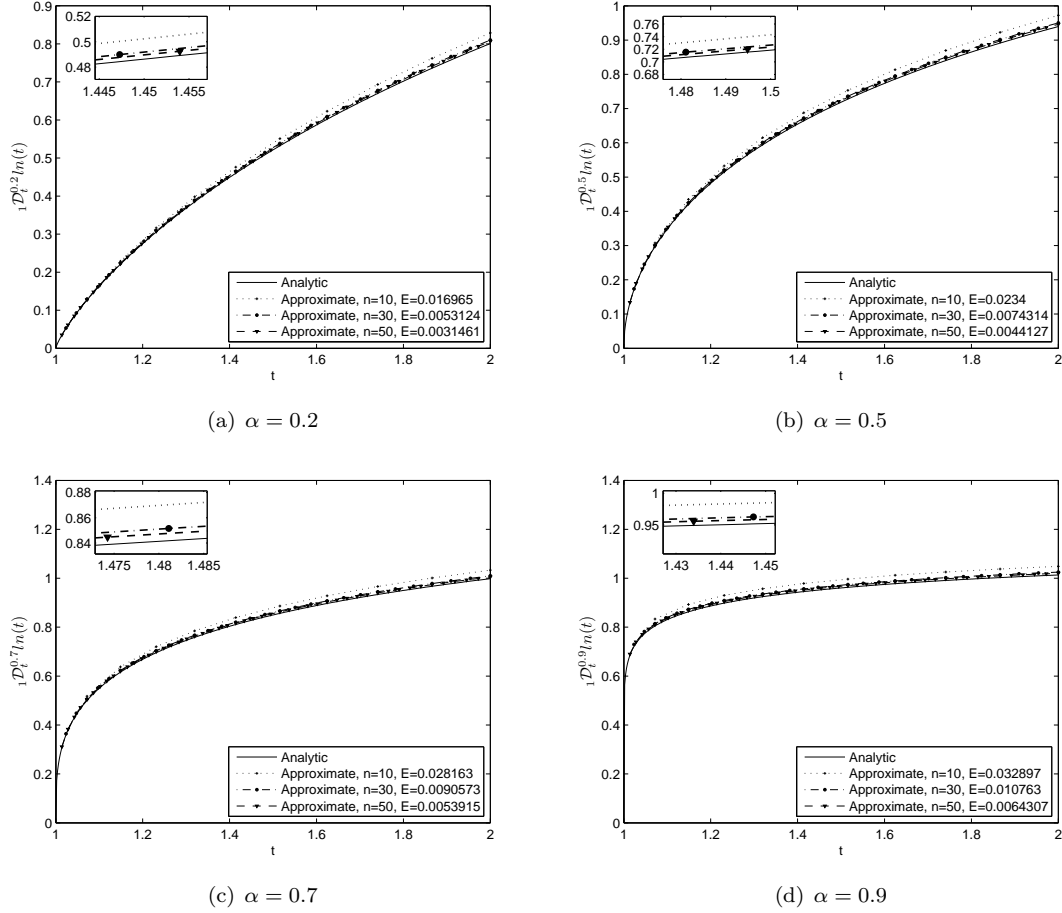 0.9
0.8
0.7
0.6
0.5
0.4
0.3
0.2
0.1
0
1 1.2 1.4 1.6 1.8 2
t
₁𝒟ₜ^0.2 ln(t)
0.52
0.5
0.48
1.445 1.45 1.455
Analytic
Approximate, n=10, E=0.016965
Approximate, n=30, E=0.0053124
Approximate, n=50, E=0.0031461
(a) α = 0.2
1
0.9
0.8
0.7
0.6
0.5
0.4
0.3
0.2
0.1
0
1 1.2 1.4 1.6 1.8 2
t
₁𝒟ₜ^0.5 ln(t)
0.76
0.74
0.72
0.7
0.68
1.48 1.49 1.5
Analytic
Approximate, n=10, E=0.0234
Approximate, n=30, E=0.0074314
Approximate, n=50, E=0.0044127
(b) α = 0.5
1.4
1.2
1
0.8
0.6
0.4
0.2
0
1 1.2 1.4 1.6 1.8 2
t
₁𝒟ₜ^0.7 ln(t)
0.88
0.86
0.84
1.475 1.481 1.485
Analytic
Approximate, n=10, E=0.028163
Approximate, n=30, E=0.0090573
Approximate, n=50, E=0.0053915
(c) α = 0.7
1.4
1.2
1
0.8
0.6
0.4
0.2
0
1 1.2 1.4 1.6 1.8 2
t
₁𝒟ₜ^0.9 ln(t)
1
0.95
1.43 1.44 1.45
Analytic
Approximate, n=10, E=0.032897
Approximate, n=30, E=0.010763
Approximate, n=50, E=0.0064307
(d) α = 0.9